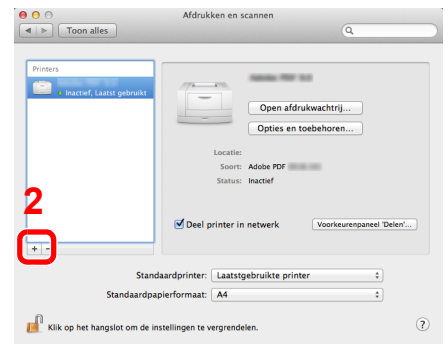 Afdrukken en scannen
Toon alles
Printers
Inactief, Laatst gebruikt
Open afdrukwachtrij...
Opties en toebehoren...
Locatie:
Soort: Adobe PDF
Status: Inactief
2
Deel printer in netwerk
Voorkeurenpaneel 'Delen'...
+ -
Standaardprinter: Laatstgebruikte printer
Standaardpapierformaat: A4
Klik op het hangslot om de instellingen te vergrendelen.
?